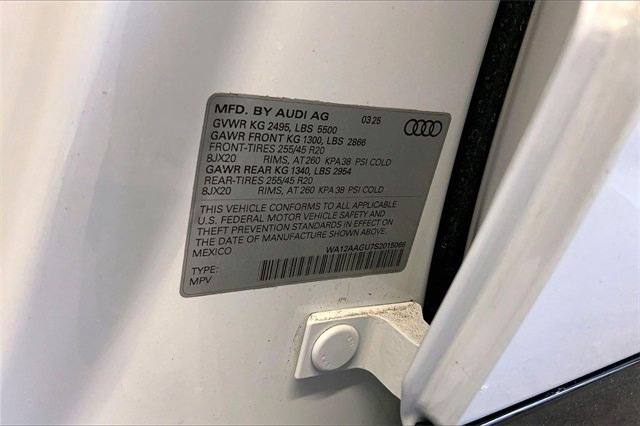 MFD. BY AUDI AG 03.25
GVWR KG 2495, LBS 5500
GAWR FRONT KG 1300, LBS 2866
FRONT-TIRES 255/45 R20
8JX20 RIMS, AT 260 KPA 38 PSI COLD
GAWR REAR KG 1340, LBS 2954
REAR-TIRES 255/45 R20
8JX20 RIMS, AT 260 KPA 38 PSI COLD
THIS VEHICLE CONFORMS TO ALL APPLICABLE
U.S. FEDERAL MOTOR VEHICLE SAFETY AND
THEFT PREVENTION STANDARDS IN EFFECT ON
THE DATE OF MANUFACTURE SHOWN ABOVE.
MEXICO
WA12AAGU7S2015066
TYPE:
MPV